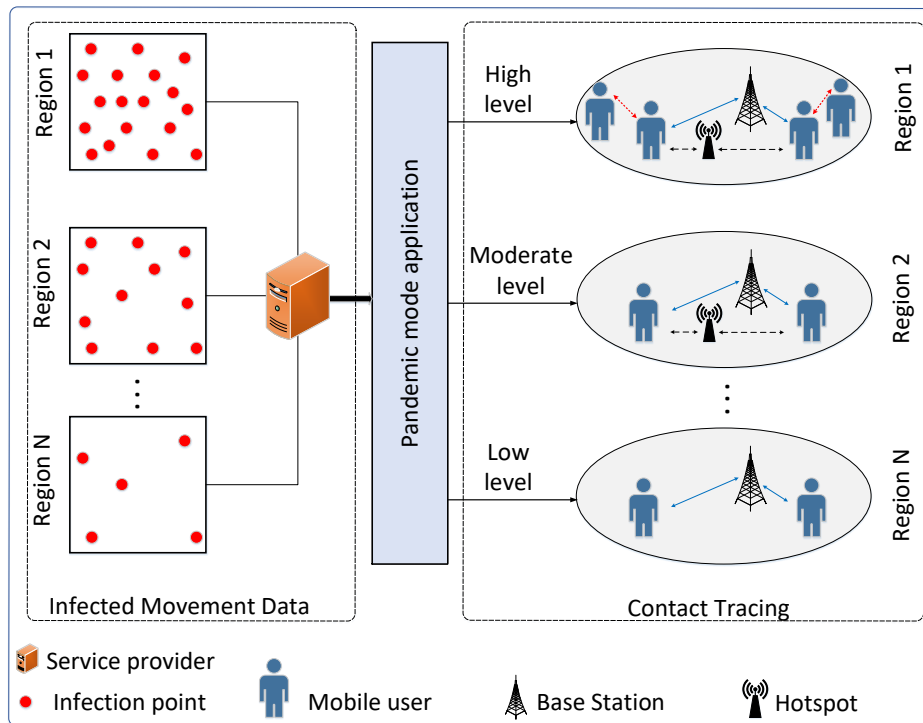 Region 1
Region 2
Region N
Infected Movement Data
Pandemic mode application
High
level
Moderate
level
Low
level
Region 1
Region 2
Region N
Contact Tracing
Service provider
Infection point
Mobile user
Base Station
Hotspot